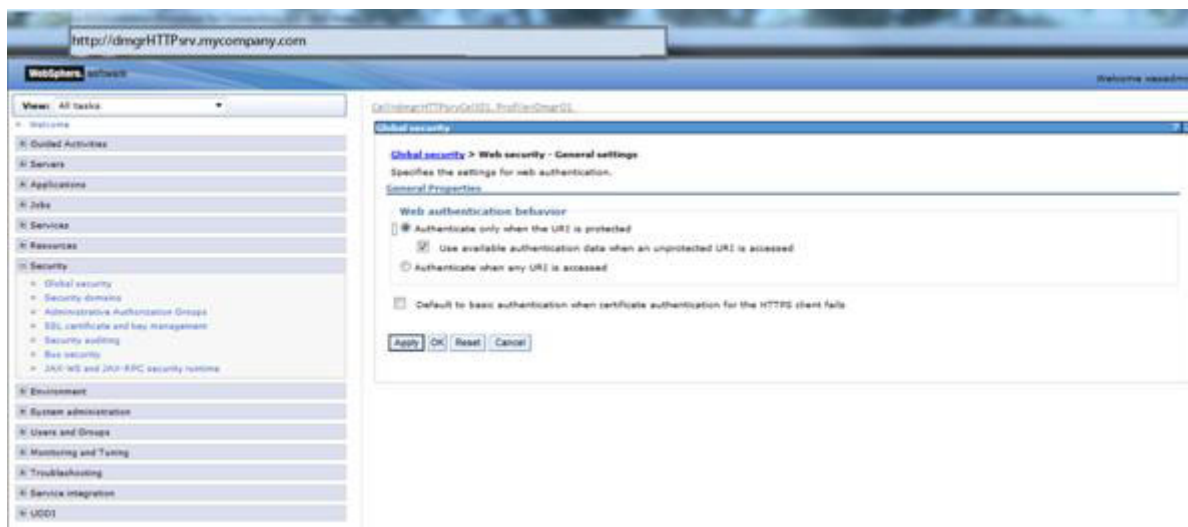 http://dmgrHTTPsrv.mycompany.com
WebSphere. software
Welcome
View: All tasks
Welcome
Guided Activities
Servers
Applications
Jobs
Services
Resources
Security
Global security
Security domains
Administrative Authorization Groups
SSL certificate and key management
Security auditing
Bus security
JAX-WS and JAX-RPC security runtime
Environment
System administration
Users and Groups
Monitoring and Tuning
Troubleshooting
Service integration
UDDI
Global security
Global security > Web security - General settings
Specifies the settings for web authentication.
General Properties
Web authentication behavior
Authenticate only when the URI is protected
Use available authentication data when an unprotected URI is accessed
Authenticate when any URI is accessed
Default to basic authentication when certificate authentication for the HTTPS client fails
Apply OK Reset Cancel